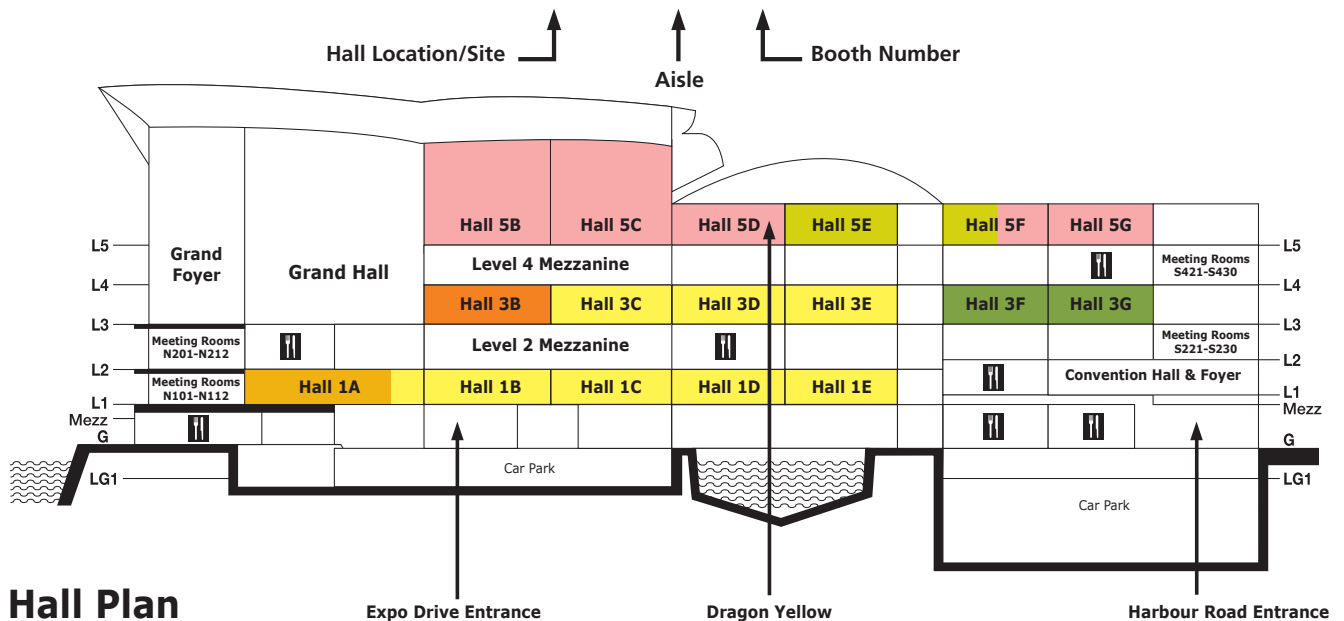 Hall Location/Site
Booth Number
Aisle
Hall 5B
Hall 5C
Hall 5D
Hall 5E
Hall 5F
Hall 5G
L5
Grand
Foyer
Grand Hall
Level 4 Mezzanine
Meeting Rooms
S421-S430
L5
L4
L4
Hall 3B
Hall 3C
Hall 3D
Hall 3E
Hall 3F
Hall 3G
L3
L3
Meeting Rooms
N201-N212
Level 2 Mezzanine
Meeting Rooms
S221-S230
L2
L2
Meeting Rooms
N101-N112
Hall 1A
Hall 1B
Hall 1C
Hall 1D
Hall 1E
Convention Hall & Foyer
L1
L1
Mezz
Mezz
G
G
LG1
Car Park
Car Park
LG1
Hall Plan
Expo Drive Entrance
Dragon Yellow
Harbour Road Entrance